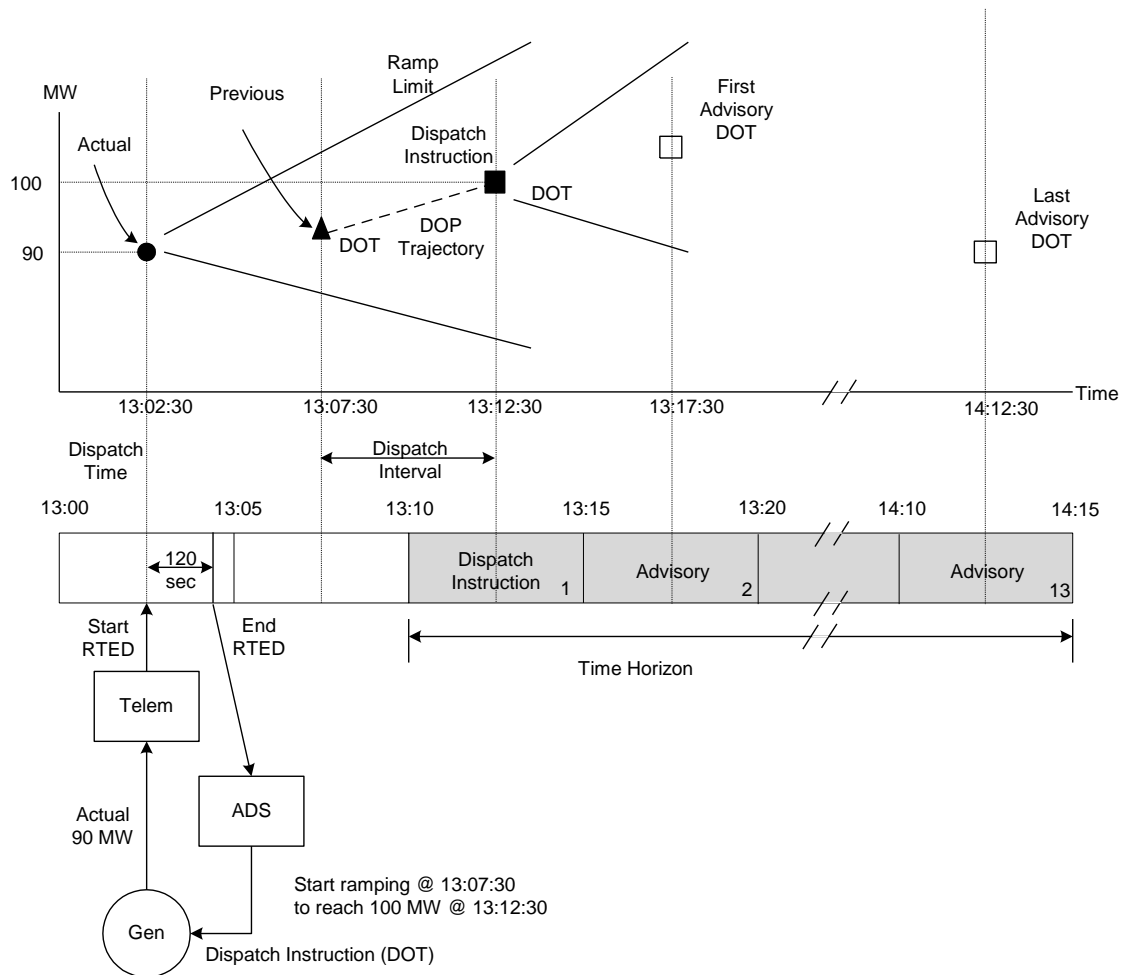 Ramp
Limit
MW
Previous
First
Advisory
DOT
Actual
Dispatch
Instruction
100
DOT
DOT
DOP
Trajectory
Last
Advisory
DOT
90
Time
13:02:30
13:07:30
13:12:30
13:17:30
14:12:30
Dispatch
Time
Dispatch
Interval
13:00
13:05
13:10
13:15
13:20
14:10
14:15
120
sec
Dispatch
Instruction
1
Advisory
2
Advisory
13
Start
RTED
End
RTED
Time Horizon
Telem
ADS
Actual
90 MW
Start ramping @ 13:07:30
to reach 100 MW @ 13:12:30
Gen
Dispatch Instruction (DOT)